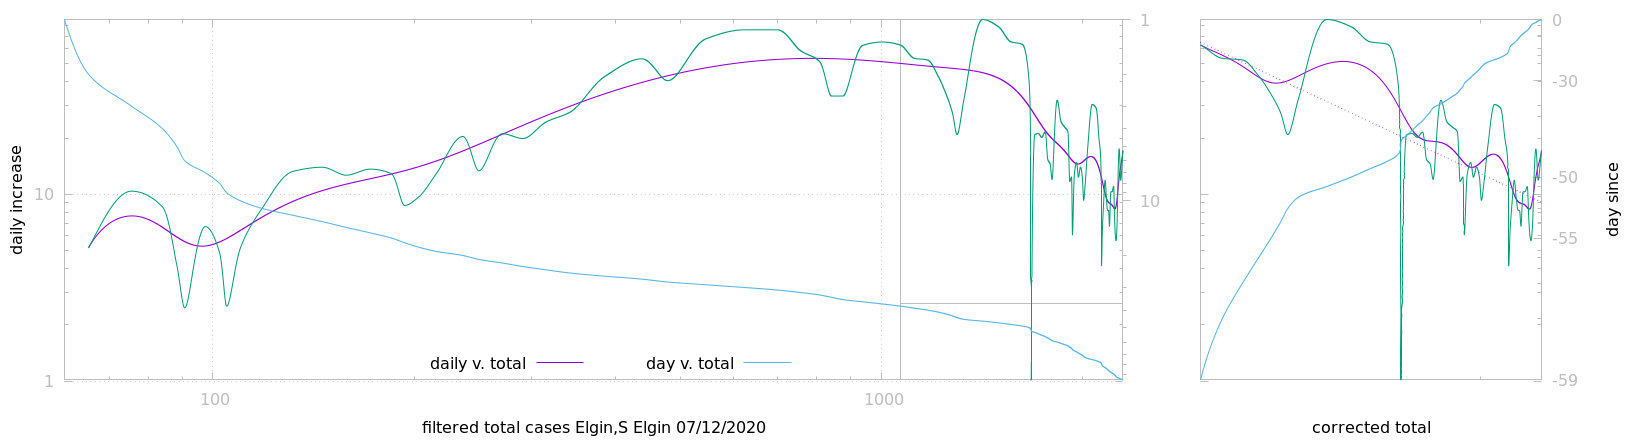 daily increase
10
1
100
1000
1
10
daily v. total
day v. total
filtered total cases Elgin,S Elgin 07/12/2020
0
-30
-50
-55
-59
day since
corrected total